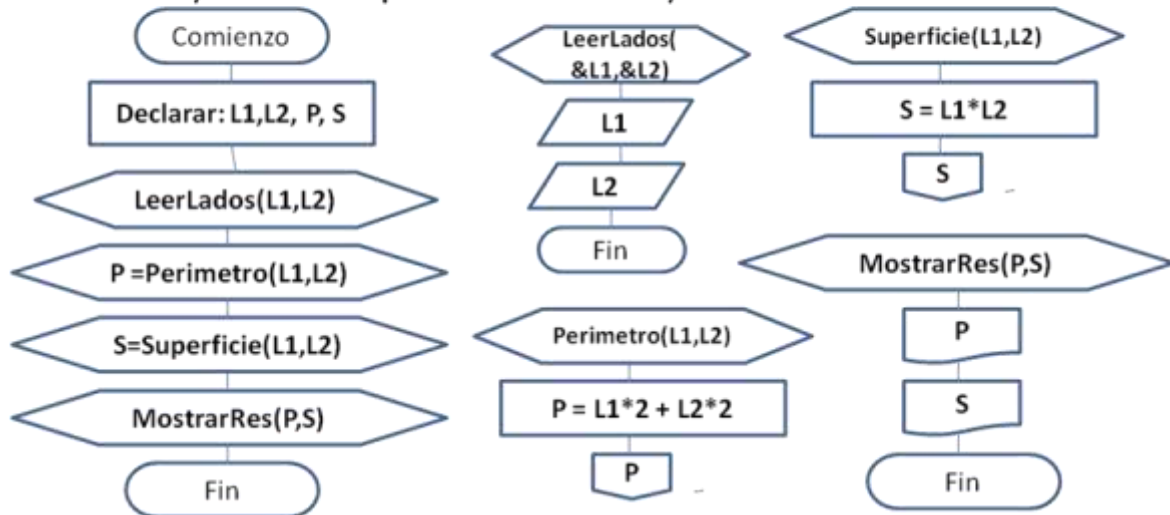 Comienzo
Declarar: L1,L2, P, S
LeerLados(L1,L2)
P =Perimetro(L1,L2)
S=Superficie(L1,L2)
MostrarRes(P,S)
Fin
LeerLados(
&L1,&L2)
L1
L2
Fin
Perimetro(L1,L2)
P = L1*2 + L2*2
P
Superficie(L1,L2)
S = L1*L2
S
MostrarRes(P,S)
P
S
Fin